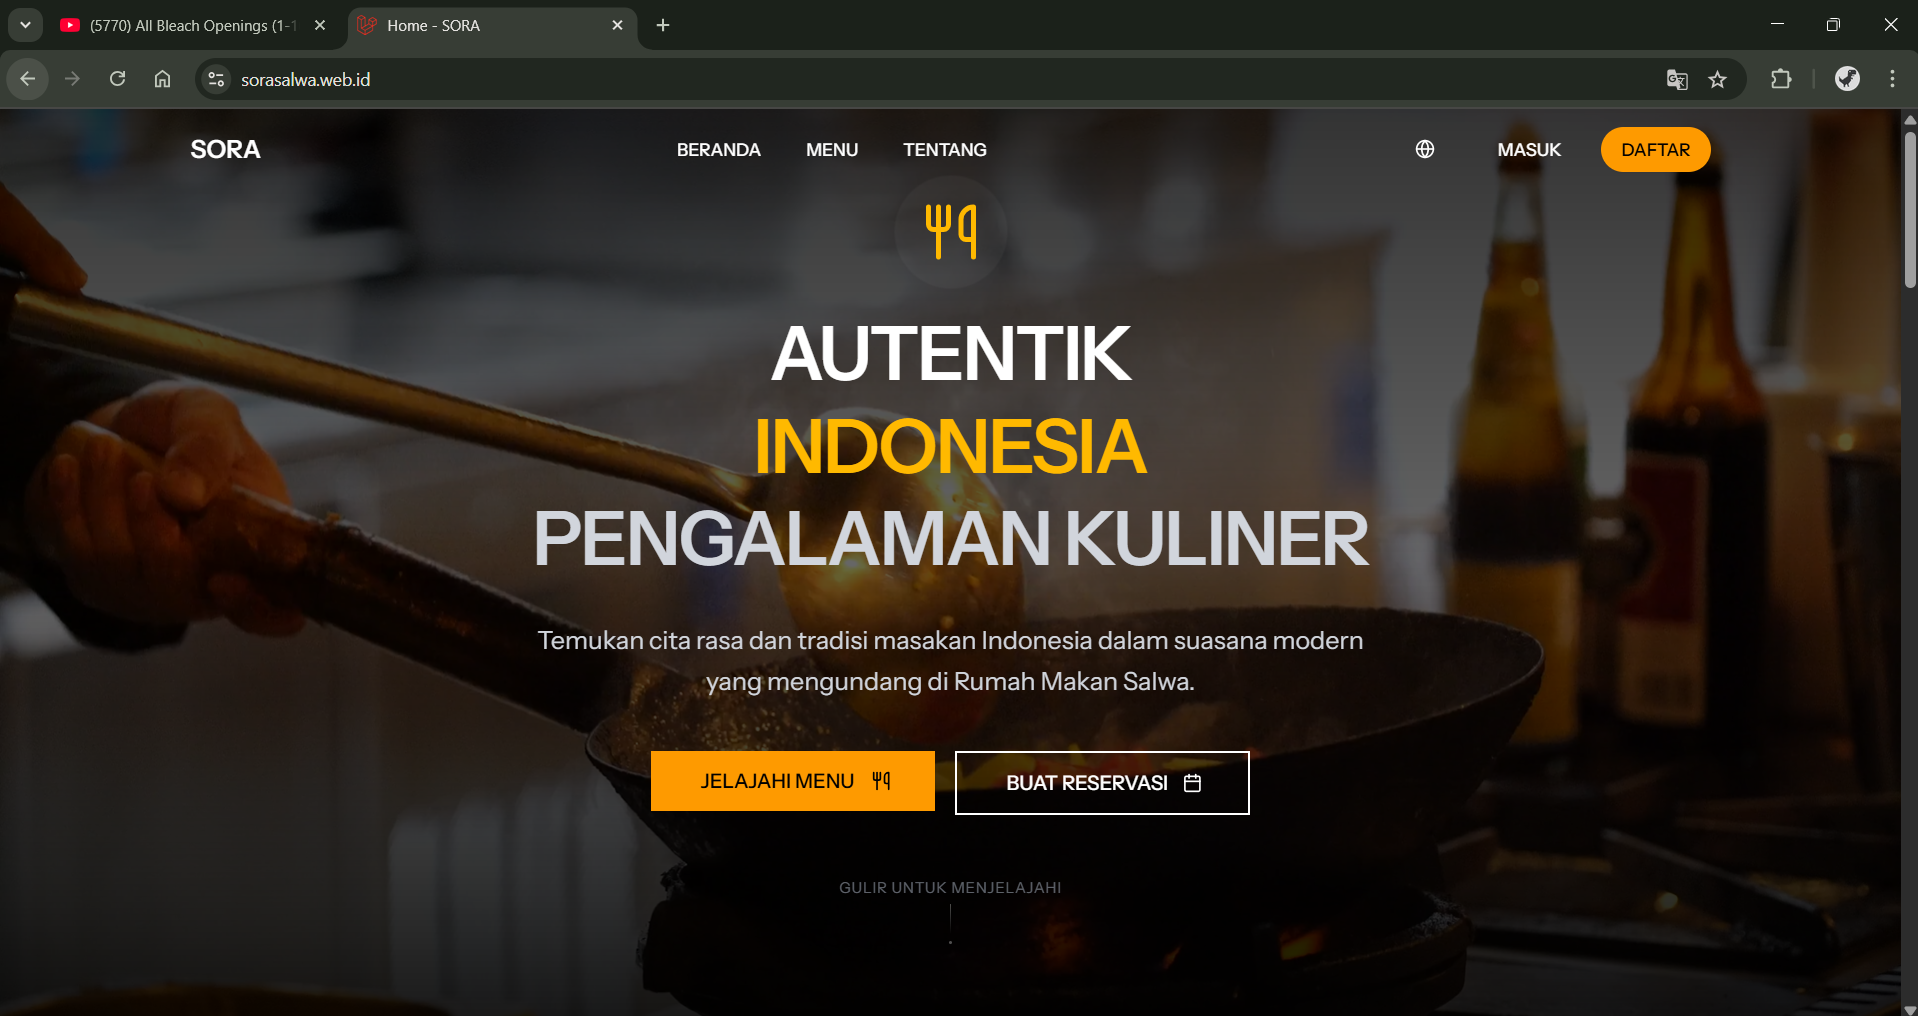 (5770) All Bleach Openings (1-1
Home - SORA
sorasalwa.web.id
SORA
BERANDA
MENU
TENTANG
MASUK
DAFTAR
AUTENTIK
INDONESIA
PENGALAMAN KULINER
Temukan cita rasa dan tradisi masakan Indonesia dalam suasana modern
yang mengundang di Rumah Makan Salwa.
JELAJAHI MENU
BUAT RESERVASI
GULIR UNTUK MENJELAJAHI